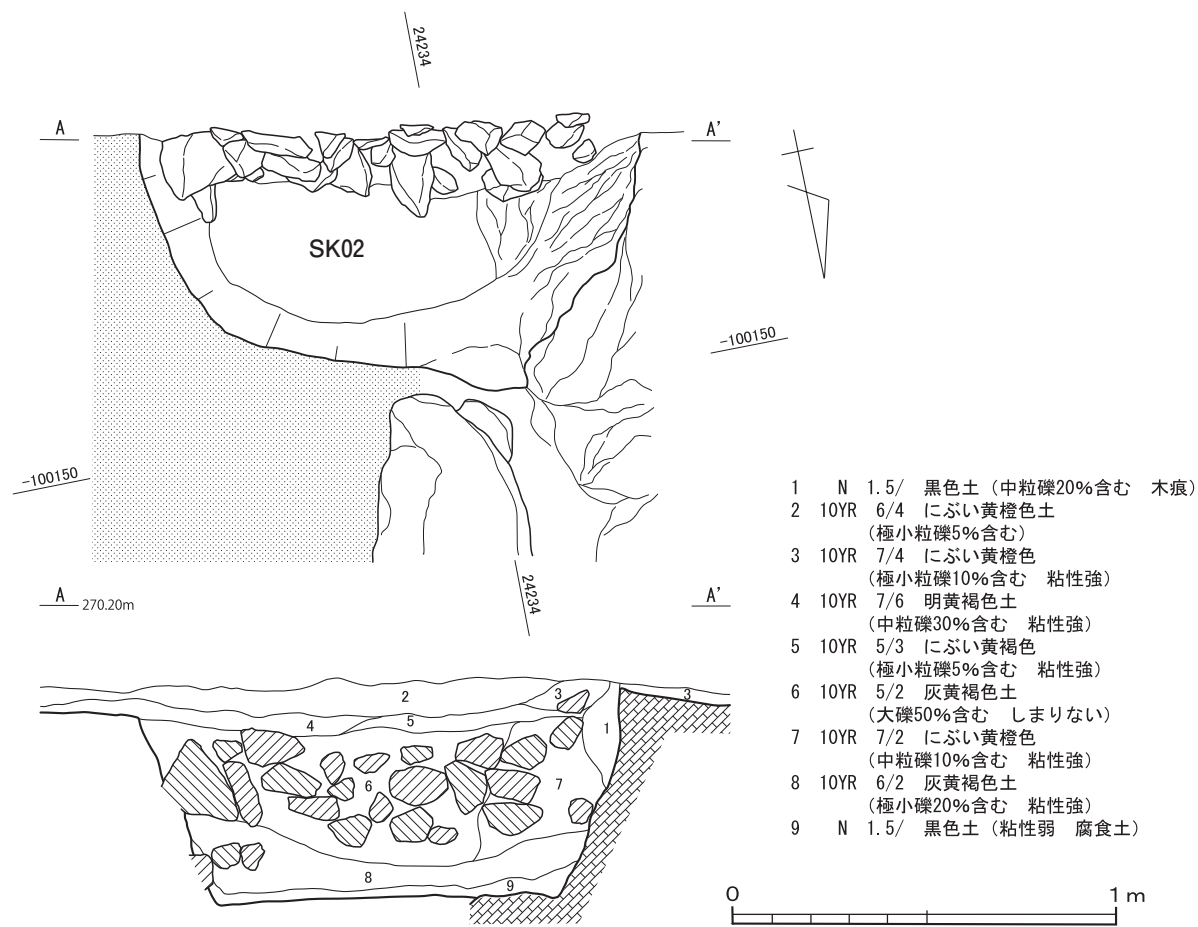 24234
A
A'
SK02
-100150
-100150
24234
A
270.20m
A'
1 N 1.5/ 黒色土（中粒礫20%含む 木痕）
2 10YR 6/4 にぶい黄橙色土
（極小粒礫5%含む）
3 10YR 7/4 にぶい黄橙色
（極小粒礫10%含む 粘性強）
4 10YR 7/6 明黄褐色土
（中粒礫30%含む 粘性強）
5 10YR 5/3 にぶい黄褐色
（極小粒礫5%含む 粘性強）
6 10YR 5/2 灰黄褐色土
（大礫50%含む しまりない）
7 10YR 7/2 にぶい黄橙色
（中粒礫10%含む 粘性強）
8 10YR 6/2 灰黄褐色土
（極小礫20%含む 粘性強）
9 N 1.5/ 黒色土（粘性弱 腐食土）
2
3
3
4
5
1
6
7
8
9
0
1m